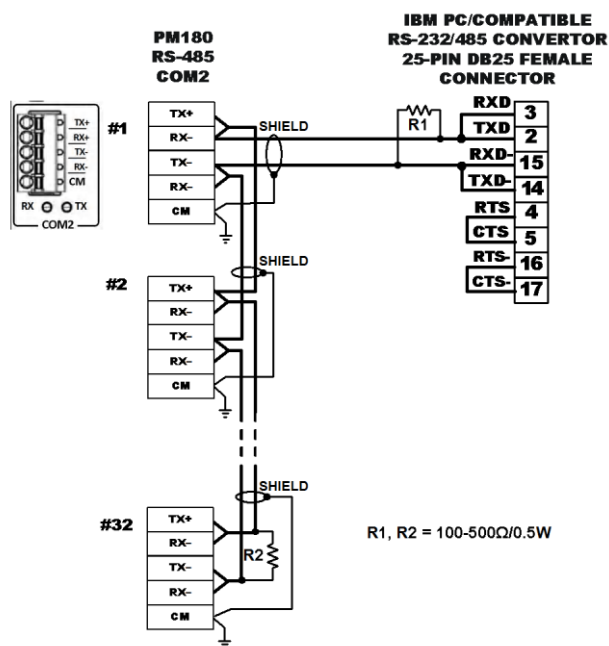 IBM PC/COMPATIBLE
RS-232/485 CONVERTOR
25-PIN DB25 FEMALE
CONNECTOR
PM180
RS-485
COM2
#1
TX+
RX+
TX-
RX-
CM
RX TX
COM2
TX+
RX–
TX–
RX–
CM
SHIELD
R1
RXD 3
TXD 2
RXD- 15
TXD- 14
RTS 4
CTS 5
RTS- 16
CTS- 17
SHIELD
#2
TX+
RX–
TX–
RX–
CM
SHIELD
#32
TX+
RX–
TX–
RX–
CM
R2
R1, R2 = 100-500Ω/0.5W